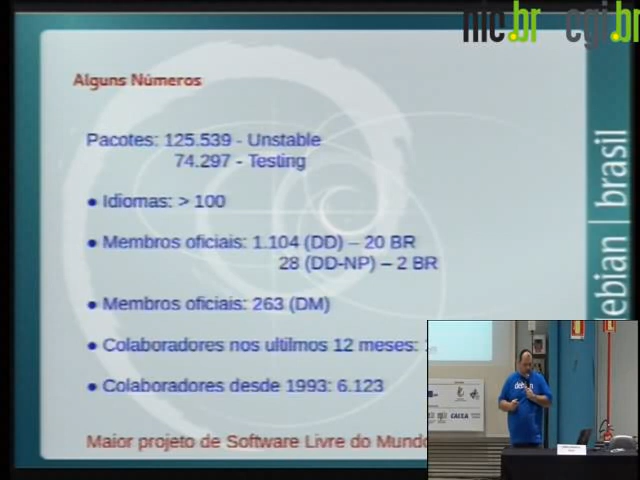 nic.br cgi.br
Alguns Números
Pacotes: 125.539 - Unstable
74.297 - Testing
● Idiomas: > 100
● Membros oficiais: 1.104 (DD) – 20 BR
28 (DD-NP) – 2 BR
● Membros oficiais: 263 (DM)
● Colaboradores nos ultilmos 12 meses:
● Colaboradores desde 1993: 6.123
Maior projeto de Software Livre do Mundo
ebian | brasil
debian
CAIXA